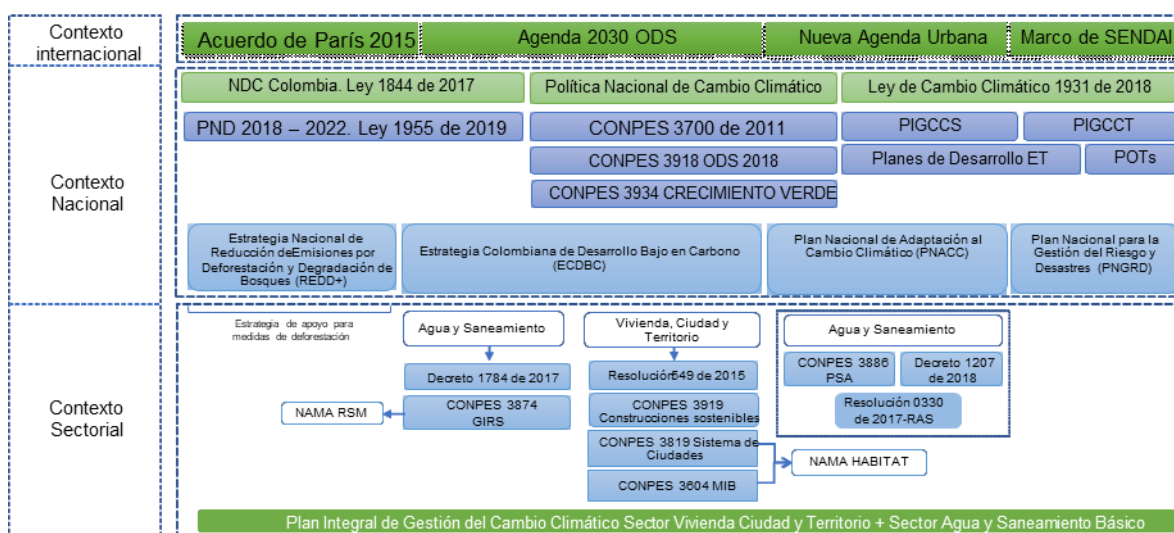 Contexto
internacional
Acuerdo de París 2015
Agenda 2030 ODS
Nueva Agenda Urbana
Marco de SENDAI
Contexto
Nacional
NDC Colombia. Ley 1844 de 2017
Política Nacional de Cambio Climático
Ley de Cambio Climático 1931 de 2018
PND 2018 – 2022. Ley 1955 de 2019
CONPES 3700 de 2011
PIGCCS
PIGCCT
CONPES 3918 ODS 2018
Planes de Desarrollo ET
POTs
CONPES 3934 CRECIMIENTO VERDE
Estrategia Nacional de
Reducción deEmisiones por
Deforestación y Degradación de
Bosques (REDD+)
Estrategia Colombiana de Desarrollo Bajo en Carbono
(ECDBC)
Plan Nacional de Adaptación al
Cambio Climático (PNACC)
Plan Nacional para la
Gestión del Riesgo y
Desastres (PNGRD)
Contexto
Sectorial
Estrategia de apoyo para
medidas de deforestación
Agua y Saneamiento
Decreto 1784 de 2017
CONPES 3874
GIRS
NAMA RSM
Vivienda, Ciudad y
Territorio
Resolución549 de 2015
CONPES 3919
Construcciones sostenibles
CONPES 3819 Sistema de
Ciudades
CONPES 3604 MIB
NAMA HABITAT
Agua y Saneamiento
CONPES 3886
PSA
Decreto 1207
de 2018
Resolución 0330
de 2017-RAS
Plan Integral de Gestión del Cambio Climático Sector Vivienda Ciudad y Territorio + Sector Agua y Saneamiento Básico